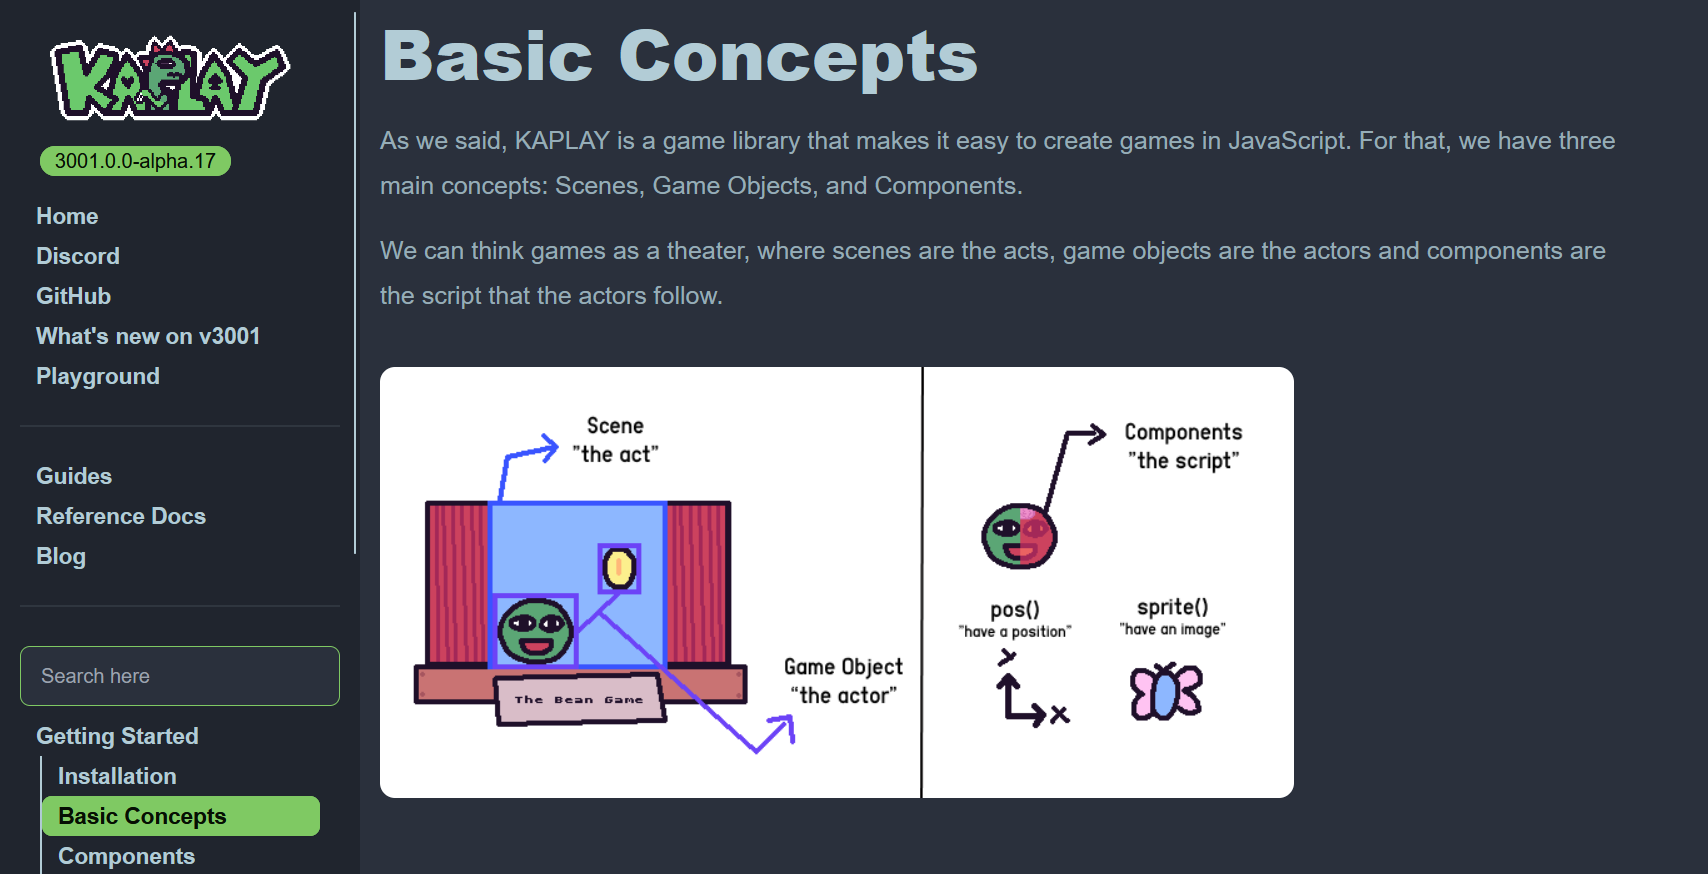 KAPLAY
3001.0.0-alpha.17
Home
Discord
GitHub
What's new on v3001
Playground
Guides
Reference Docs
Blog
Search here
Getting Started
Installation
Basic Concepts
Components
Basic Concepts
As we said, KAPLAY is a game library that makes it easy to create games in JavaScript. For that, we have three
main concepts: Scenes, Game Objects, and Components.
We can think games as a theater, where scenes are the acts, game objects are the actors and components are
the script that the actors follow.
Scene
"the act"
The Bean Game
Game Object
"the actor"
Components
"the script"
pos()
"have a position"
Y
X
sprite()
"have an image"